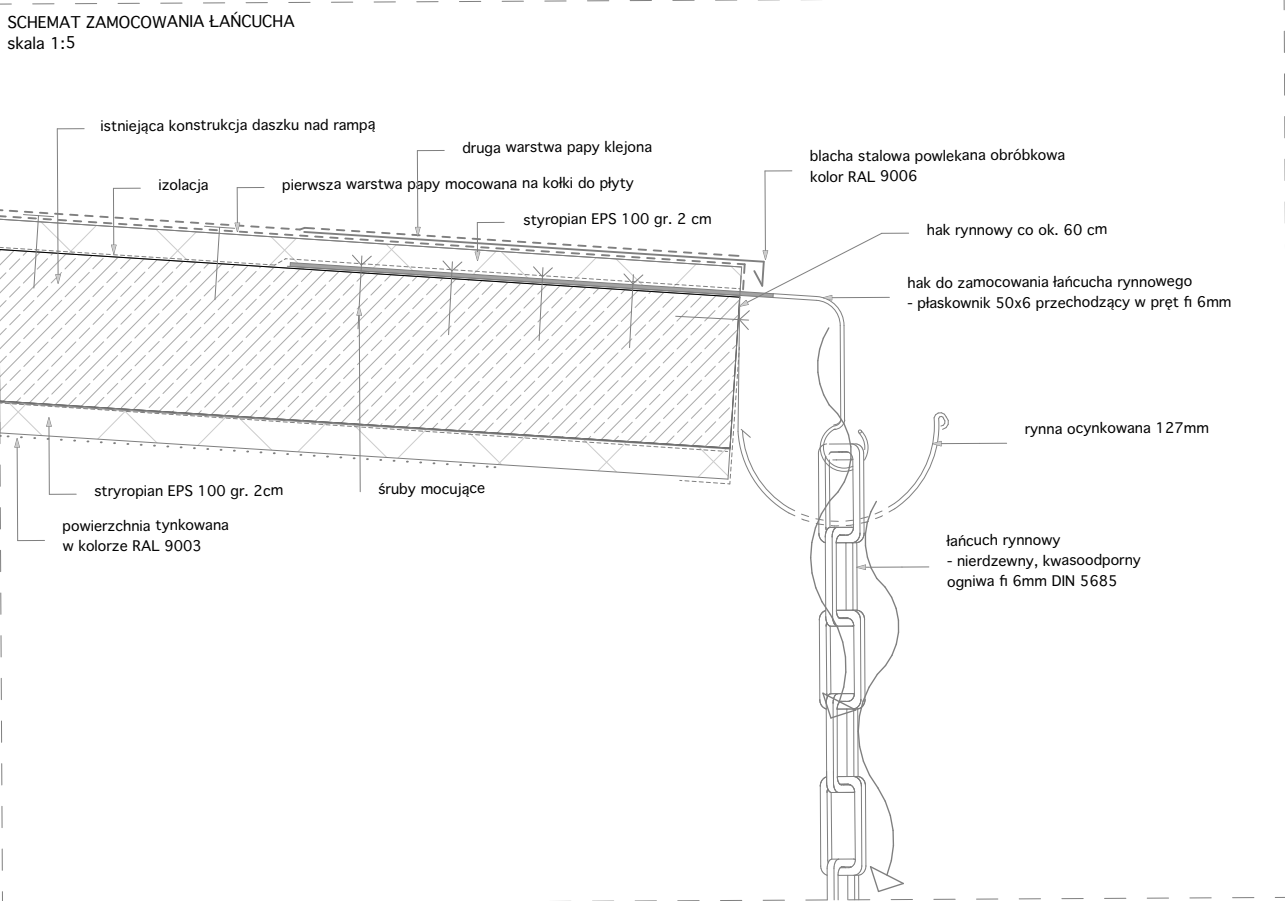 SCHEMAT ZAMOCOWANIA ŁAŃCUCHA
skala 1:5
istniejąca konstrukcja daszku nad rampą
druga warstwa papy klejona
blacha stalowa powlekana obróbkowa
kolor RAL 9006
izolacja
pierwsza warstwa papy mocowana na kołki do płyty
styropian EPS 100 gr. 2 cm
hak rynnowy co ok. 60 cm
hak do zamocowania łańcucha rynnowego
- płaskownik 50x6 przechodzący w pręt fi 6mm
rynna ocynkowana 127mm
stryropian EPS 100 gr. 2cm
śruby mocujące
powierzchnia tynkowana
w kolorze RAL 9003
łańcuch rynnowy
- nierdzewny, kwasoodporny
ogniwa fi 6mm DIN 5685